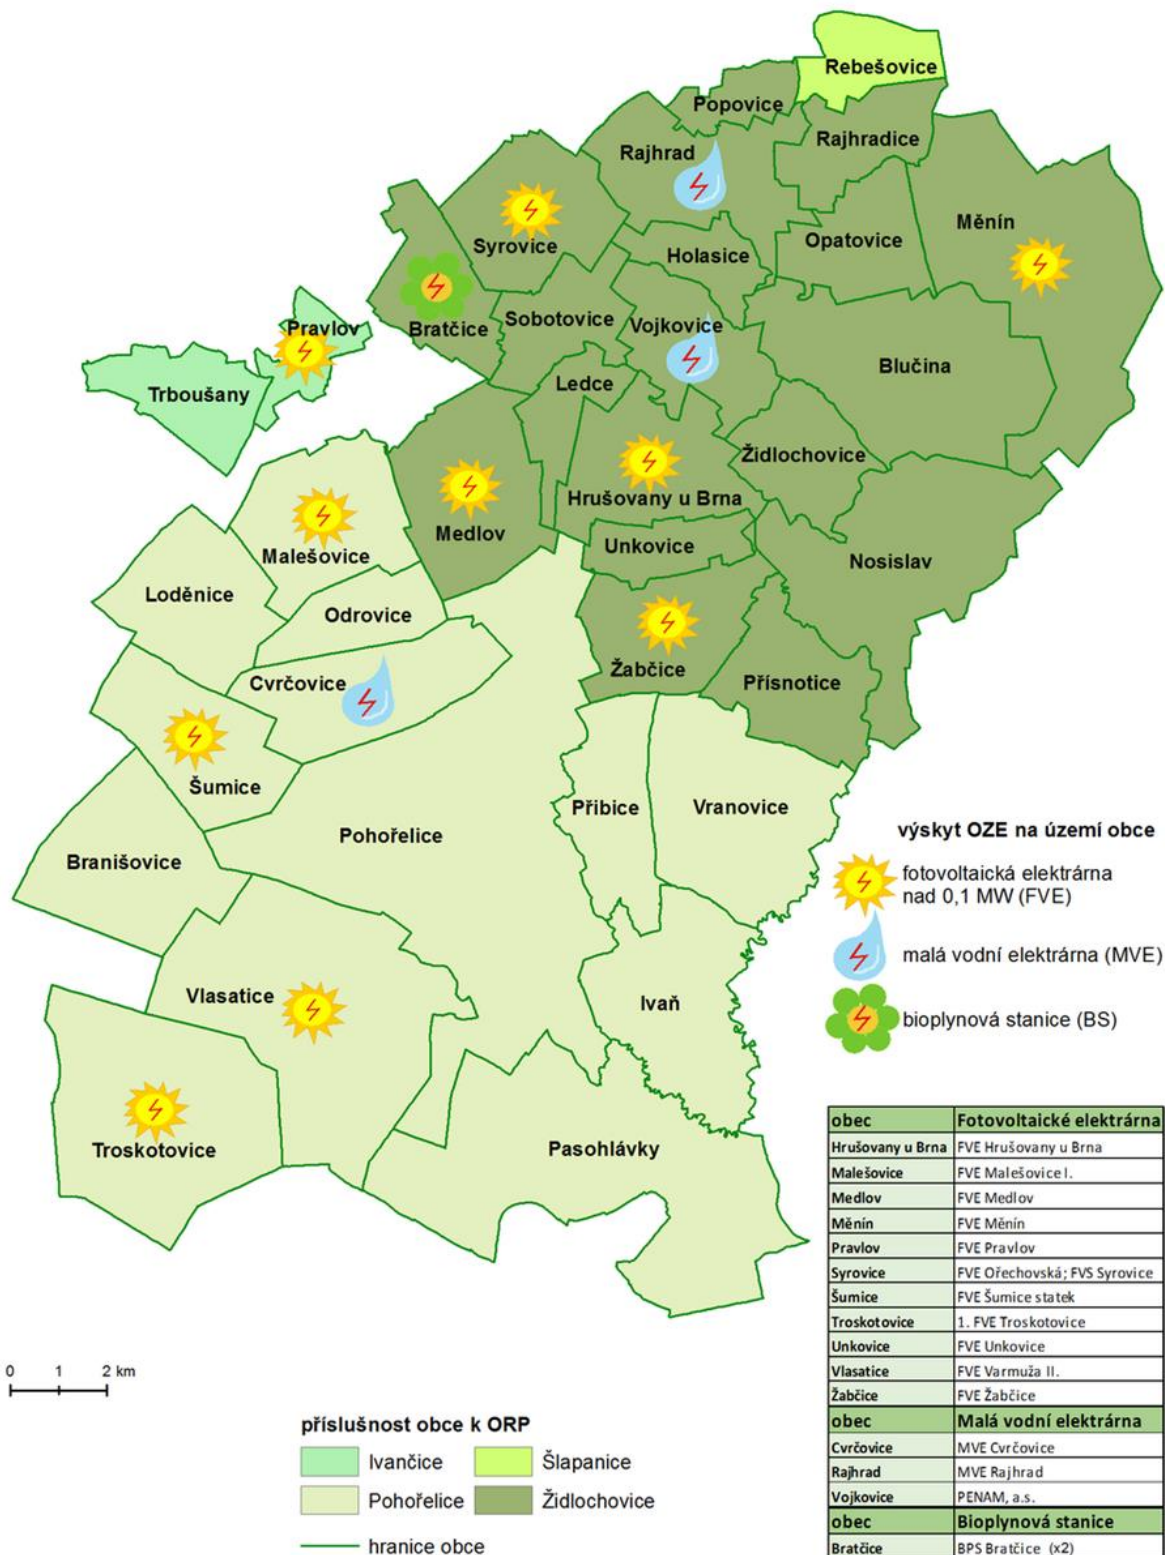 Rebešovice
Popovice
Rajhradice
Rajhrad
Měnín
Syrovice
Opatovice
Holasice
Bratčice
Sobotovice
Vojkovice
Pravlov
Blučina
Ledce
Trboušany
Židlochovice
Hrušovany u Brna
Medlov
Unkovice
Malešovice
Nosislav
Loděnice
Odrovice
Žabčice
Přísnotice
Cvrčovice
Šumice
Přibice
Vranovice
Pohořelice
Branišovice
Vlasatice
Ivaň
Troskotovice
Pasohlávky
výskyt OZE na území obce
fotovoltaická elektrárna
nad 0,1 MW (FVE)
malá vodní elektrárna (MVE)
bioplynová stanice (BS)
obec Fotovoltaické elektrárna
Hrušovany u Brna FVE Hrušovany u Brna
Malešovice FVE Malešovice I.
Medlov FVE Medlov
Měnín FVE Měnín
Pravlov FVE Pravlov
Syrovice FVE Ořechovská; FVS Syrovice
Šumice FVE Šumice statek
Troskotovice 1. FVE Troskotovice
Unkovice FVE Unkovice
Vlasatice FVE Varmuža II.
Žabčice FVE Žabčice
obec Malá vodní elektrárna
Cvrčovice MVE Cvrčovice
Rajhrad MVE Rajhrad
Vojkovice PENAM, a.s.
obec Bioplynová stanice
Bratčice BPS Bratčice (x2)
0 1 2 km
příslušnost obce k ORP
Ivančice Šlapanice
Pohořelice Židlochovice
hranice obce